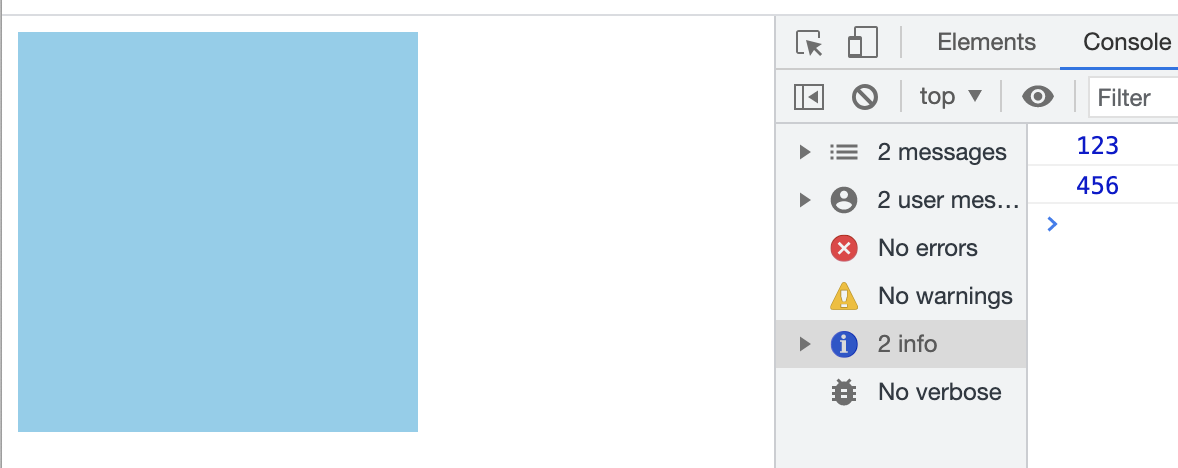 Elements Console
top Filter
2 messages
2 user mes…
No errors
No warnings
2 info
No verbose
123
456